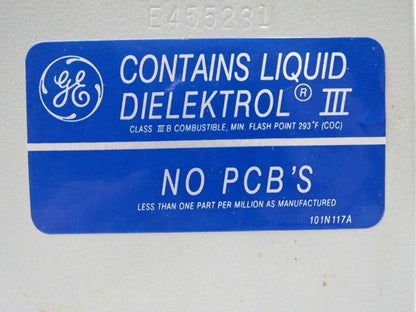 E455231
GE
CONTAINS LIQUID
DIELEKTROL® III
CLASS III B COMBUSTIBLE, MIN. FLASH POINT 293°F (COC)
NO PCB'S
LESS THAN ONE PART PER MILLION AS MANUFACTURED
101N117A